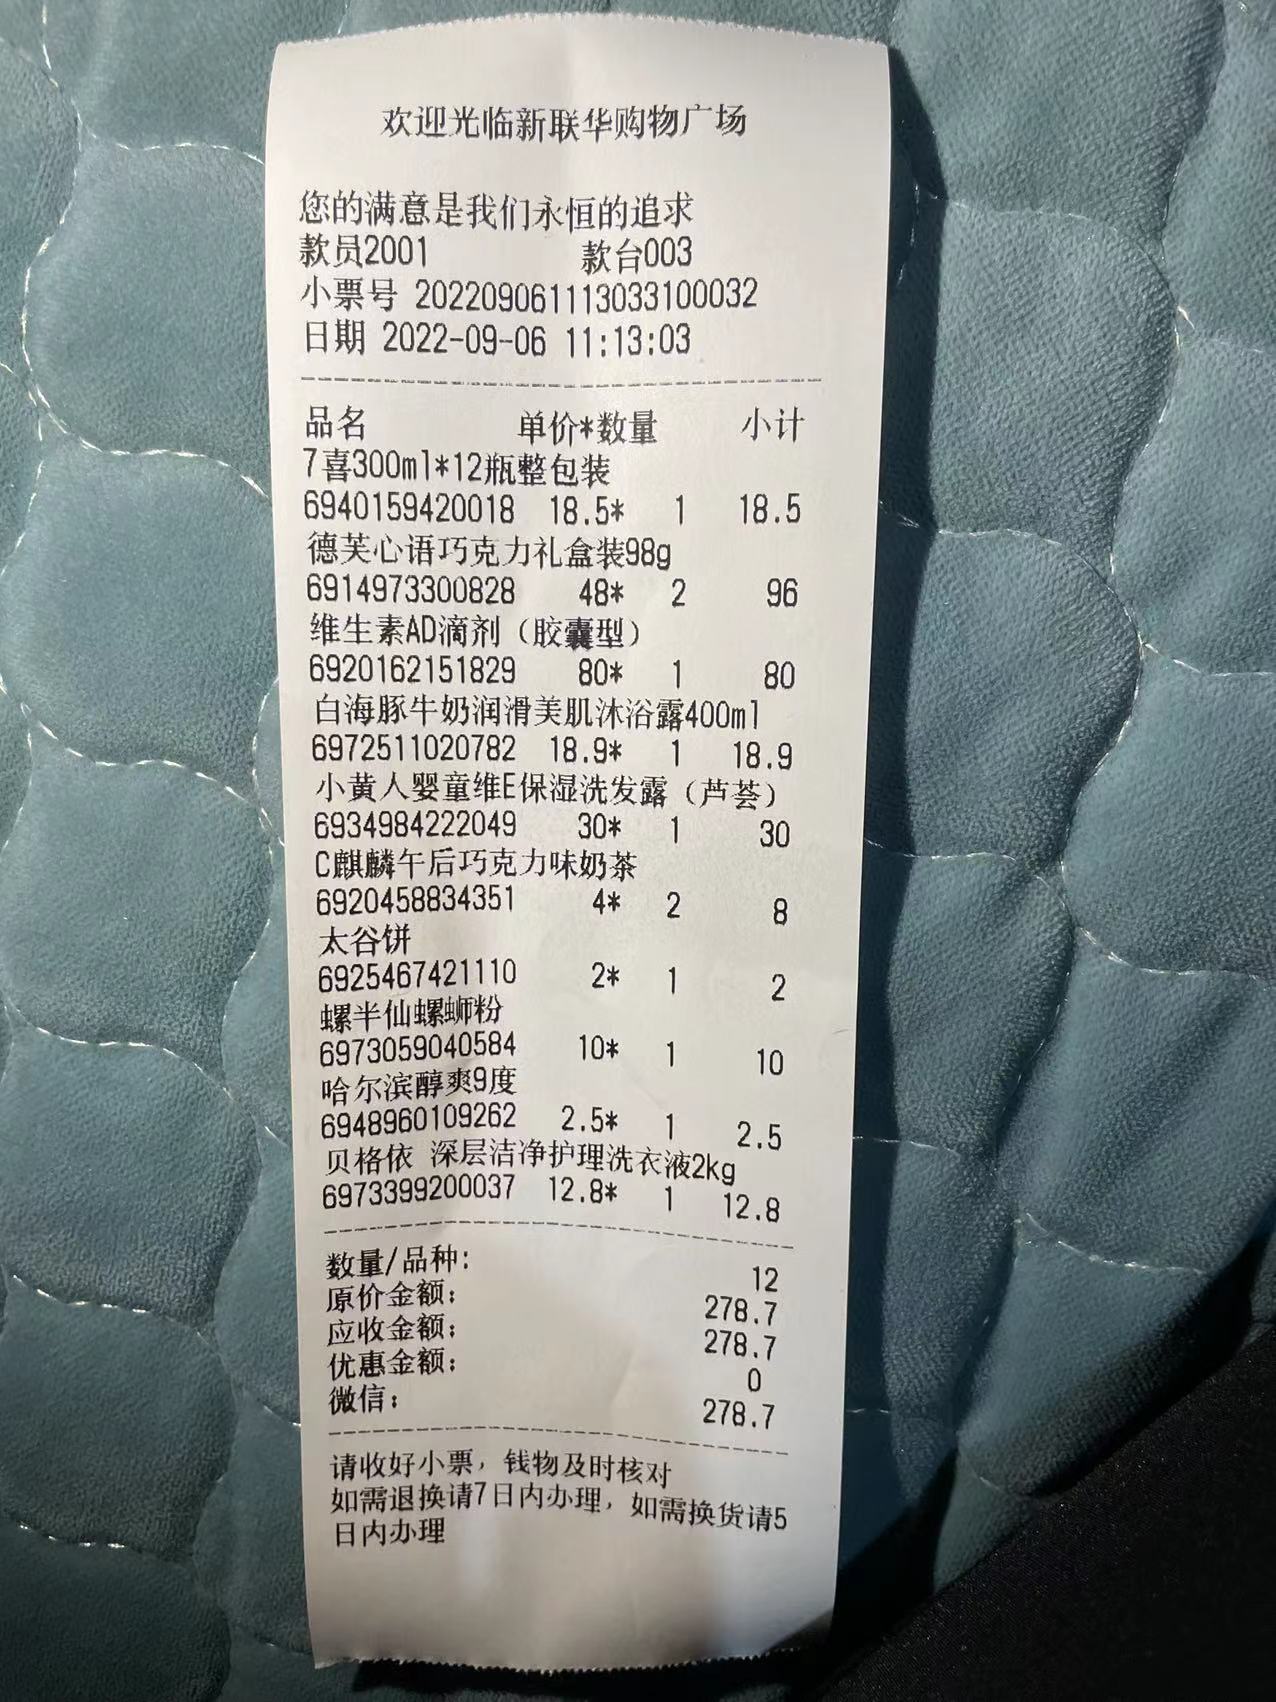 欢迎光临新联华购物广场
您的满意是我们永恒的追求
款员2001 款台003
小票号 202209061113033100032
日期 2022-09-06 11:13:03
品名 单价*数量 小计
7喜300ml*12瓶整包装
6940159420018 18.5* 1 18.5
德芙心语巧克力礼盒装98g
6914973300828 48* 2 96
维生素AD滴剂（胶囊型）
6920162151829 80* 1 80
白海豚牛奶润滑美肌沐浴露400ml
6972511020782 18.9* 1 18.9
小黄人婴童维E保湿洗发露（芦荟）
6934984222049 30* 1 30
C麒麟午后巧克力味奶茶
6920458834351 4* 2 8
太谷饼
6925467421110 2* 1 2
螺半仙螺蛳粉
6973059040584 10* 1 10
哈尔滨醇爽9度
6948960109262 2.5* 1 2.5
贝格依 深层洁净护理洗衣液2kg
6973399200037 12.8* 1 12.8
数量/品种: 12
原价金额: 278.7
应收金额: 278.7
优惠金额: 0
微信: 278.7
请收好小票，钱物及时核对
如需退换请7日内办理，如需换货请5
日内办理